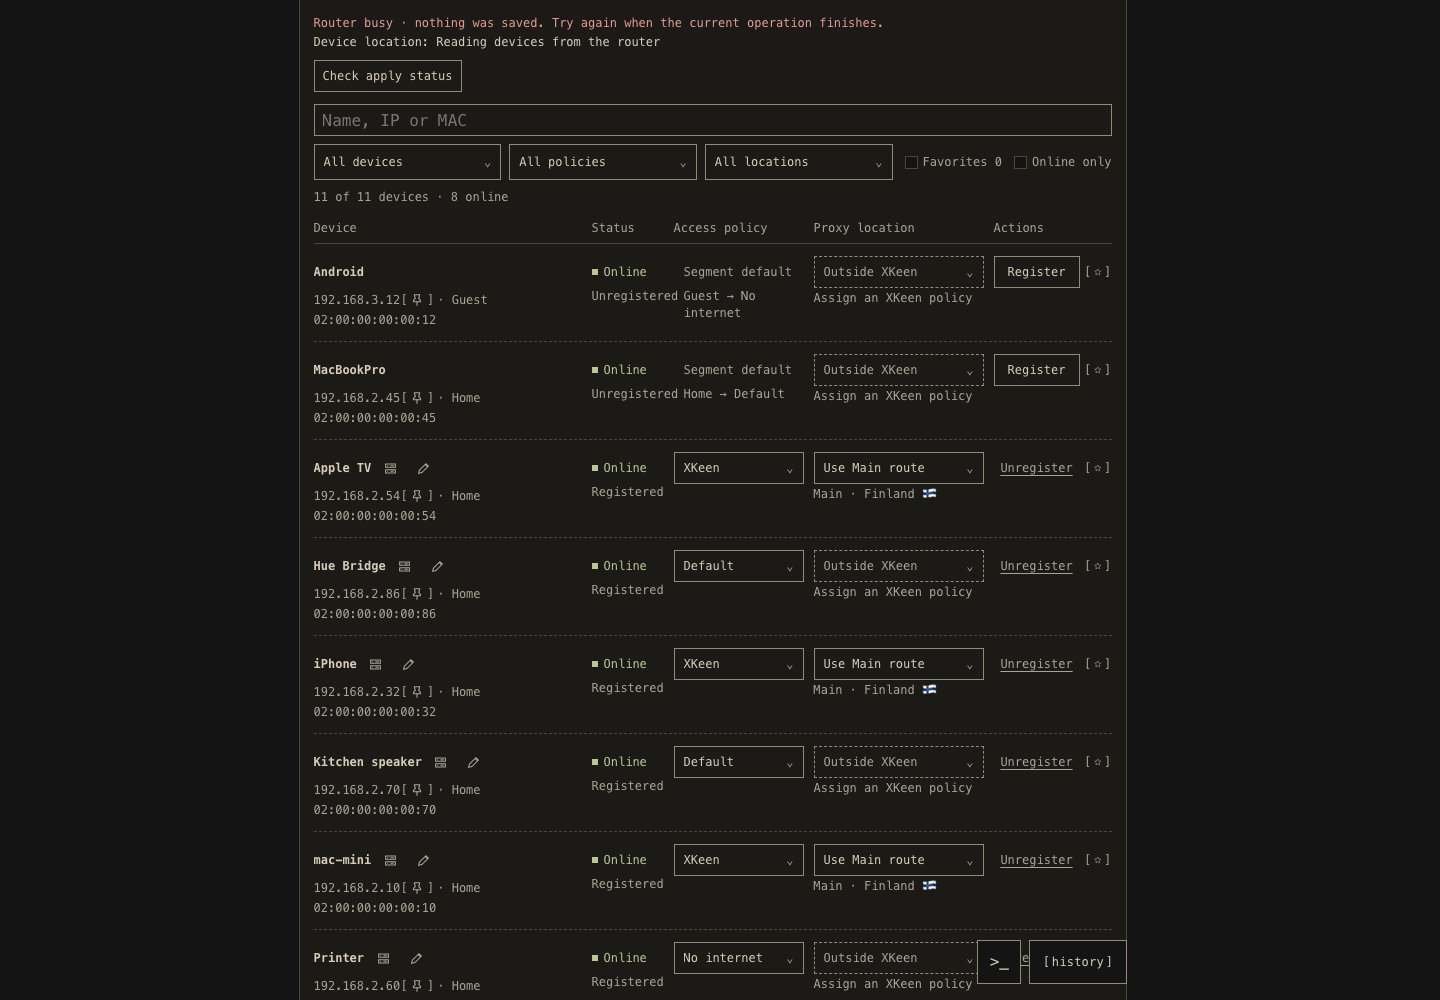 Router busy · nothing was saved. Try again when the current operation finishes.
Device location: Reading devices from the router
Check apply status
Name, IP or MAC
All devices All policies All locations Favorites 0 Online only
11 of 11 devices · 8 online
Device Status Access policy Proxy location Actions
Android Online Segment default Outside XKeen Register [☆]
192.168.3.12[ ] · Guest Unregistered Guest → No internet Assign an XKeen policy
02:00:00:00:00:12
MacBookPro Online Segment default Outside XKeen Register [☆]
192.168.2.45[ ] · Home Unregistered Home → Default Assign an XKeen policy
02:00:00:00:00:45
Apple TV Online XKeen Use Main route Unregister [☆]
192.168.2.54[ ] · Home Registered Main · Finland 🇫🇮
02:00:00:00:00:54
Hue Bridge Online Default Outside XKeen Unregister [☆]
192.168.2.86[ ] · Home Registered Assign an XKeen policy
02:00:00:00:00:86
iPhone Online XKeen Use Main route Unregister [☆]
192.168.2.32[ ] · Home Registered Main · Finland 🇫🇮
02:00:00:00:00:32
Kitchen speaker Online Default Outside XKeen Unregister [☆]
192.168.2.70[ ] · Home Registered Assign an XKeen policy
02:00:00:00:00:70
mac-mini Online XKeen Use Main route Unregister [☆]
192.168.2.10[ ] · Home Registered Main · Finland 🇫🇮
02:00:00:00:00:10
Printer Online No internet Outside XKeen >_ [history]
192.168.2.60[ ] · Home Registered Assign an XKeen policy